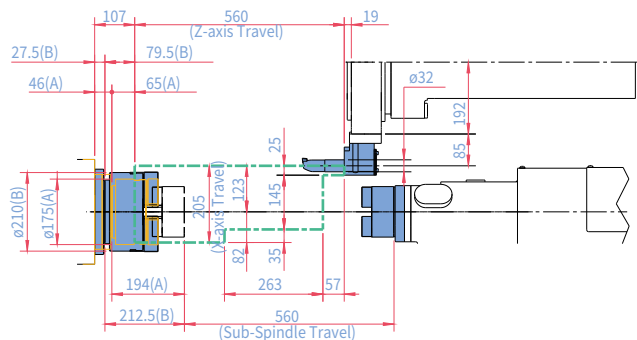 107
560
19
(Z-axis Travel)
27.5(B)
79.5(B)
46(A)
65(A)
ø32
192
85
25
205
(X-axis Travel)
123
145
ø210(B)
ø175(A)
82
35
194(A)
263
57
212.5(B)
560
(Sub-Spindle Travel)